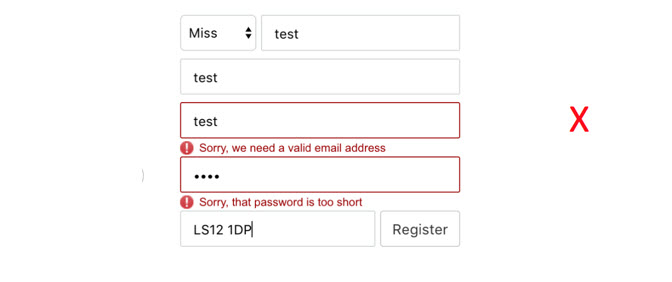 Miss test
test
test
Sorry, we need a valid email address
••••
Sorry, that password is too short
LS12 1DP Register
X